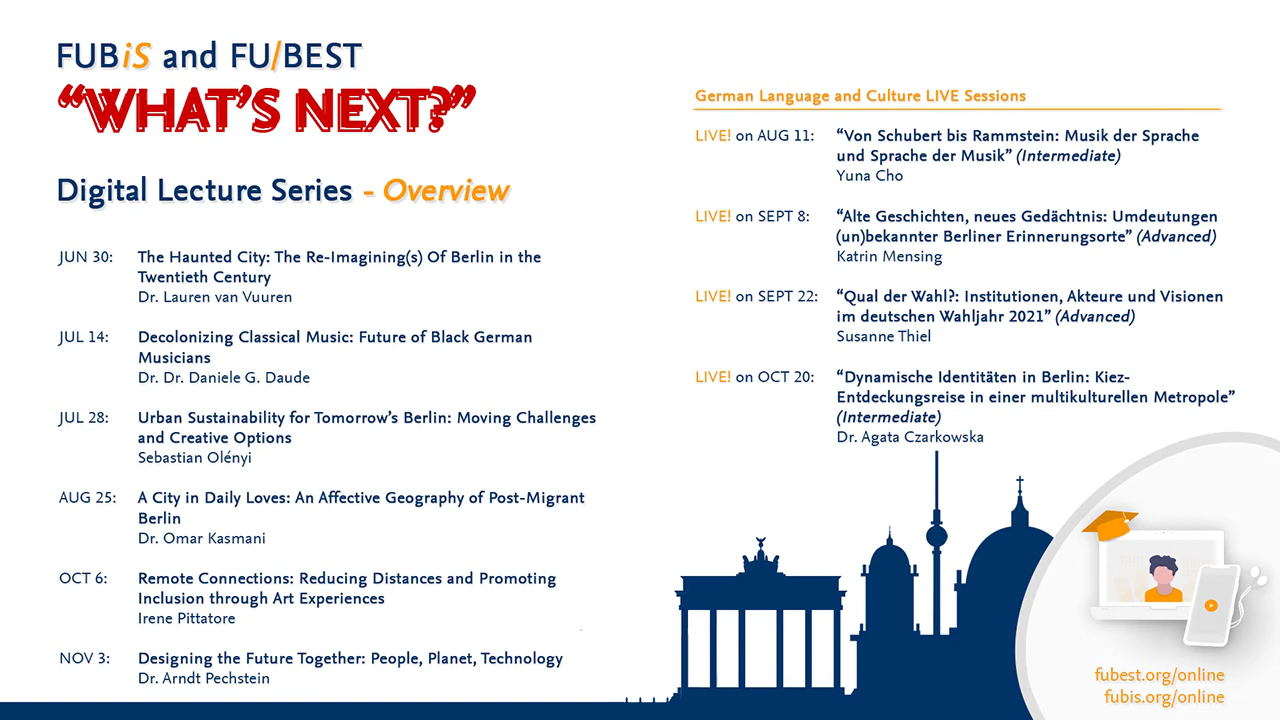 FUBiS and FU/BEST
“WHAT’S NEXT?”
Digital Lecture Series - Overview
JUN 30: The Haunted City: The Re-Imagining(s) Of Berlin in the
Twentieth Century
Dr. Lauren van Vuuren
JUL 14: Decolonizing Classical Music: Future of Black German
Musicians
Dr. Dr. Daniele G. Daude
JUL 28: Urban Sustainability for Tomorrow’s Berlin: Moving Challenges
and Creative Options
Sebastian Olényi
AUG 25: A City in Daily Loves: An Affective Geography of Post-Migrant
Berlin
Dr. Omar Kasmani
OCT 6: Remote Connections: Reducing Distances and Promoting
Inclusion through Art Experiences
Irene Pittatore
NOV 3: Designing the Future Together: People, Planet, Technology
Dr. Arndt Pechstein
German Language and Culture LIVE Sessions
LIVE! on AUG 11: “Von Schubert bis Rammstein: Musik der Sprache
und Sprache der Musik” (Intermediate)
Yuna Cho
LIVE! on SEPT 8: “Alte Geschichten, neues Gedächtnis: Umdeutungen
(un)bekannter Berliner Erinnerungsorte” (Advanced)
Katrin Mensing
LIVE! on SEPT 22: “Qual der Wahl?: Institutionen, Akteure und Visionen
im deutschen Wahljahr 2021” (Advanced)
Susanne Thiel
LIVE! on OCT 20: “Dynamische Identitäten in Berlin: Kiez-
Entdeckungsreise in einer multikulturellen Metropole”
(Intermediate)
Dr. Agata Czarkowska
fubest.org/online
fubis.org/online